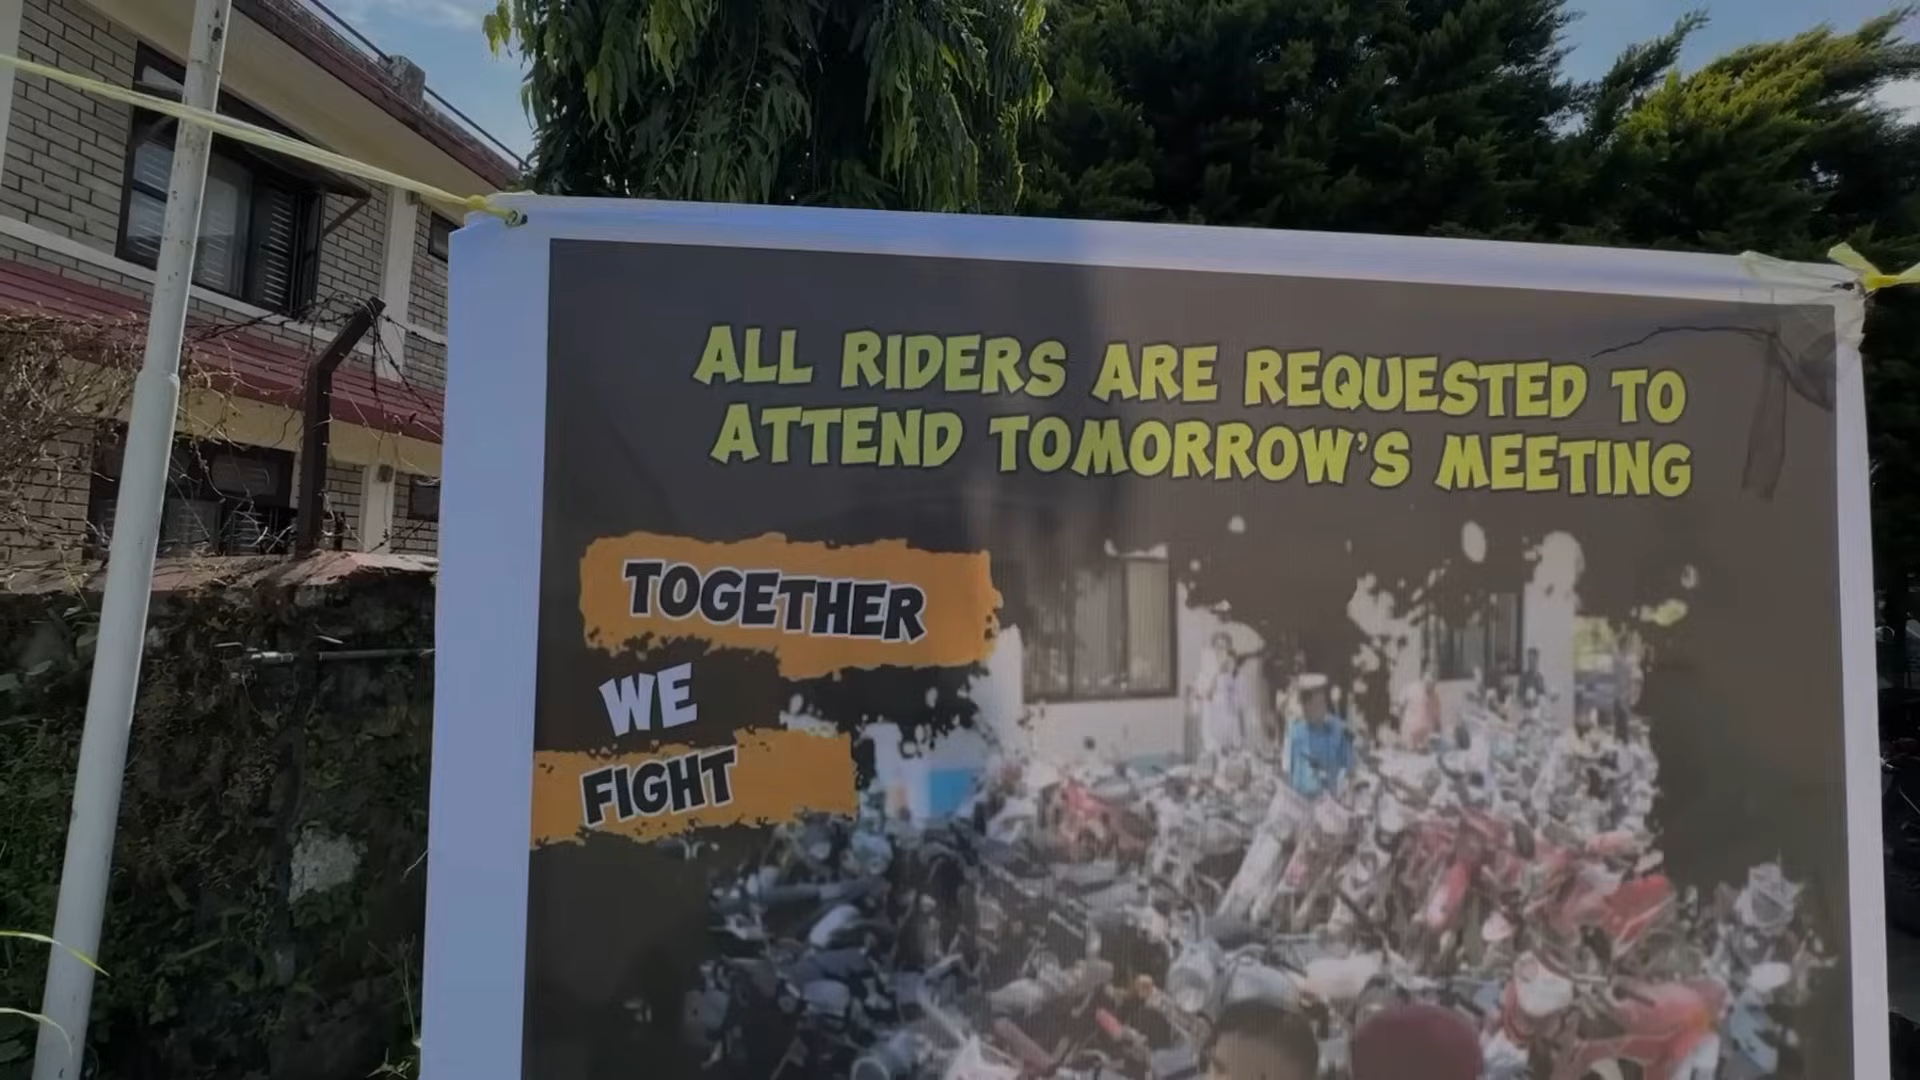 ALL RIDERS ARE REQUESTED TO
ATTEND TOMORROW'S MEETING
TOGETHER
WE
FIGHT